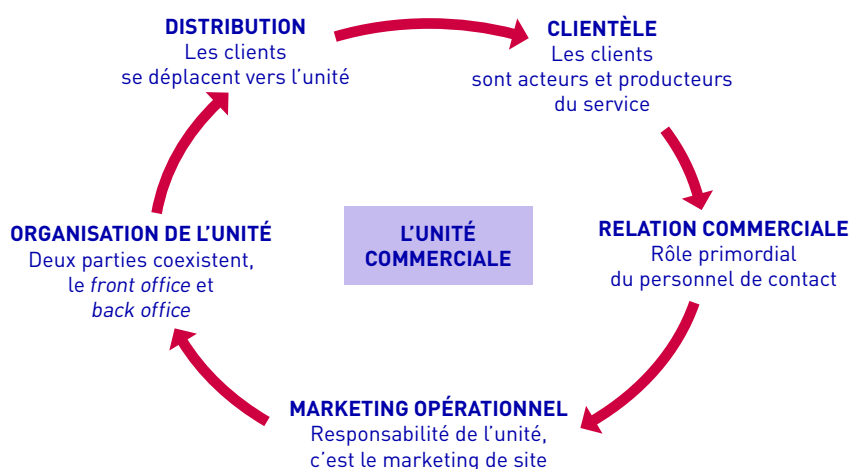 DISTRIBUTION
Les clients
se déplacent vers l’unité
CLIENTÈLE
Les clients
sont acteurs et producteurs
du service
RELATION COMMERCIALE
Rôle primordial
du personnel de contact
MARKETING OPÉRATIONNEL
Responsabilité de l’unité,
c’est le marketing de site
ORGANISATION DE L’UNITÉ
Deux parties coexistent,
le front office et
back office
L’UNITÉ
COMMERCIALE